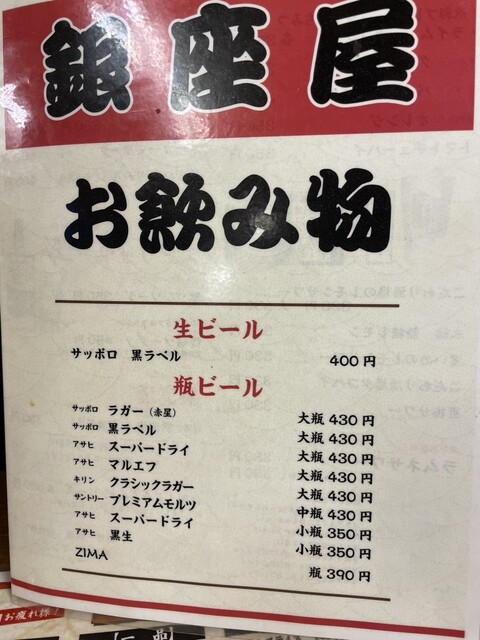 銀座屋
お飲み物
生ビール
サッポロ 黒ラベル 400円
瓶ビール
サッポロ ラガー(赤星) 大瓶 430円
サッポロ 黒ラベル 大瓶 430円
アサヒ スーパードライ 大瓶 430円
アサヒ マルエフ 大瓶 430円
キリン クラシックラガー 大瓶 430円
サントリー プレミアムモルツ 中瓶 430円
アサヒ スーパードライ 小瓶 350円
アサヒ 黒生 小瓶 350円
ZIMA 瓶 390円
お疲れ様!